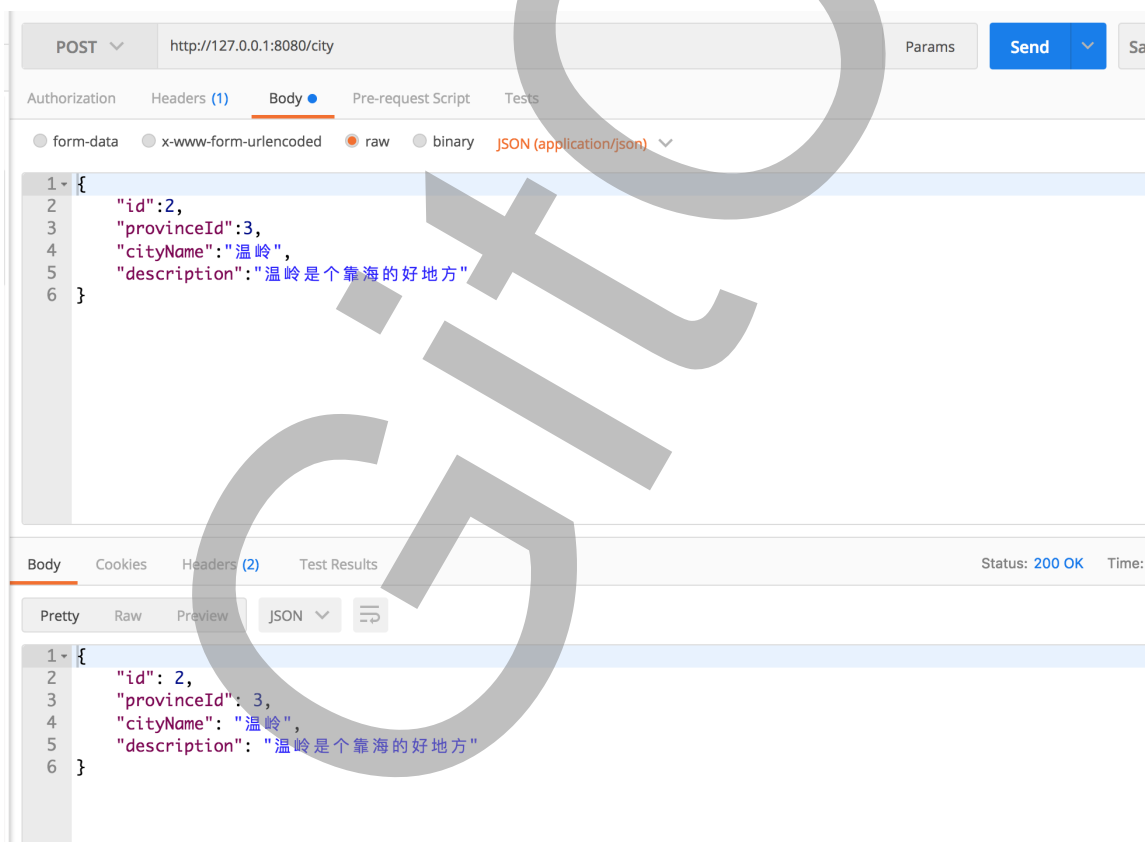 POST http://127.0.0.1:8080/city Params Send
Authorization Headers (1) Body Pre-request Script Tests
form-data x-www-form-urlencoded raw binary JSON (application/json)
1 {
2 "id":2,
3 "provinceId":3,
4 "cityName":"温岭",
5 "description":"温岭是个靠海的好地方"
6 }
Body Cookies Headers (2) Test Results Status: 200 OK Time:
Pretty Raw Preview JSON
1 {
2 "id": 2,
3 "provinceId": 3,
4 "cityName": "温岭",
5 "description": "温岭是个靠海的好地方"
6 }
GitC